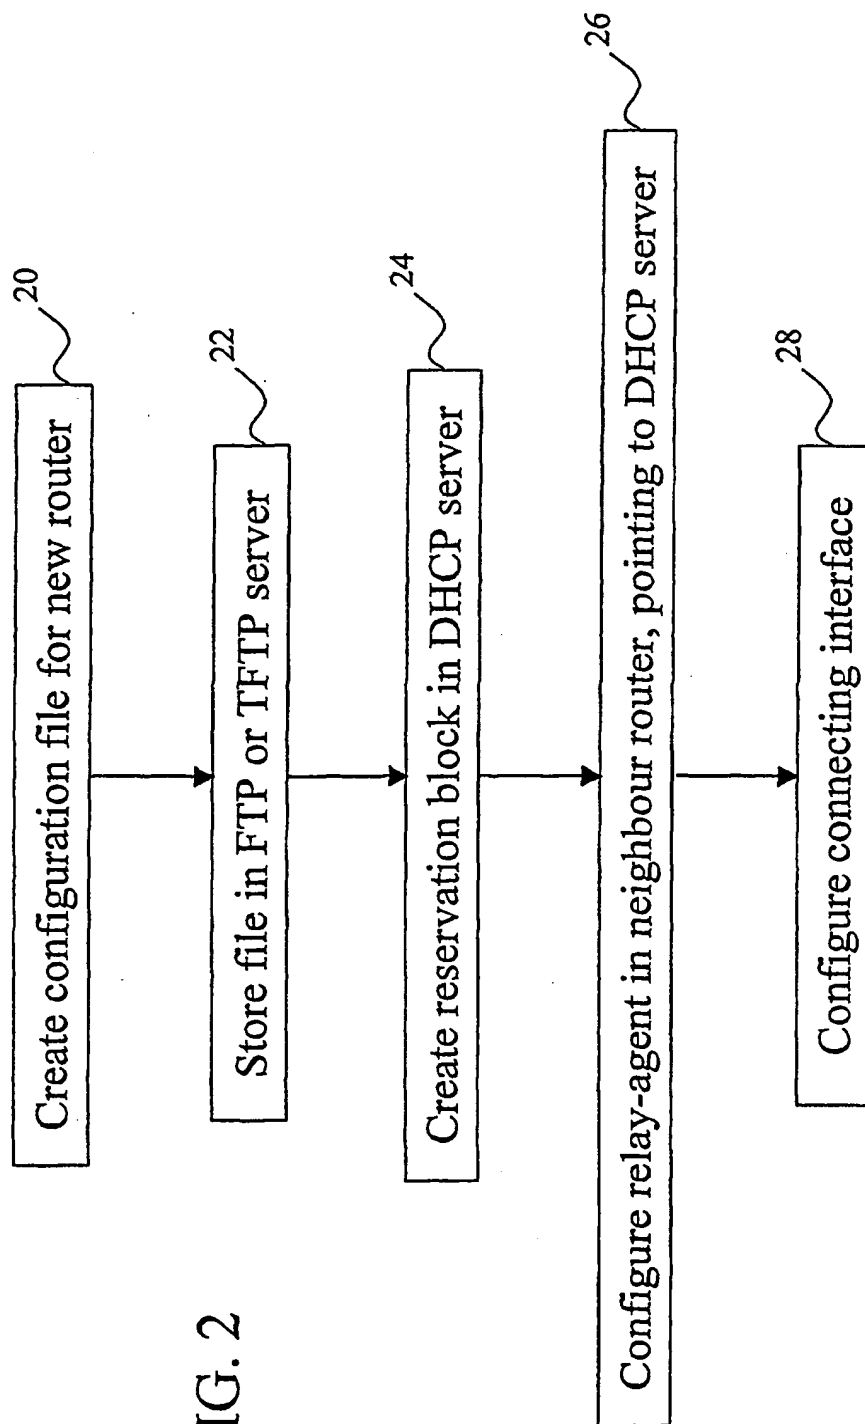 20
Create configuration file for new router
22
Store file in FTP or TFTP server
24
Create reservation block in DHCP server
26
Configure relay-agent in neighbour router, pointing to DHCP server
28
Configure connecting interface
IG. 2